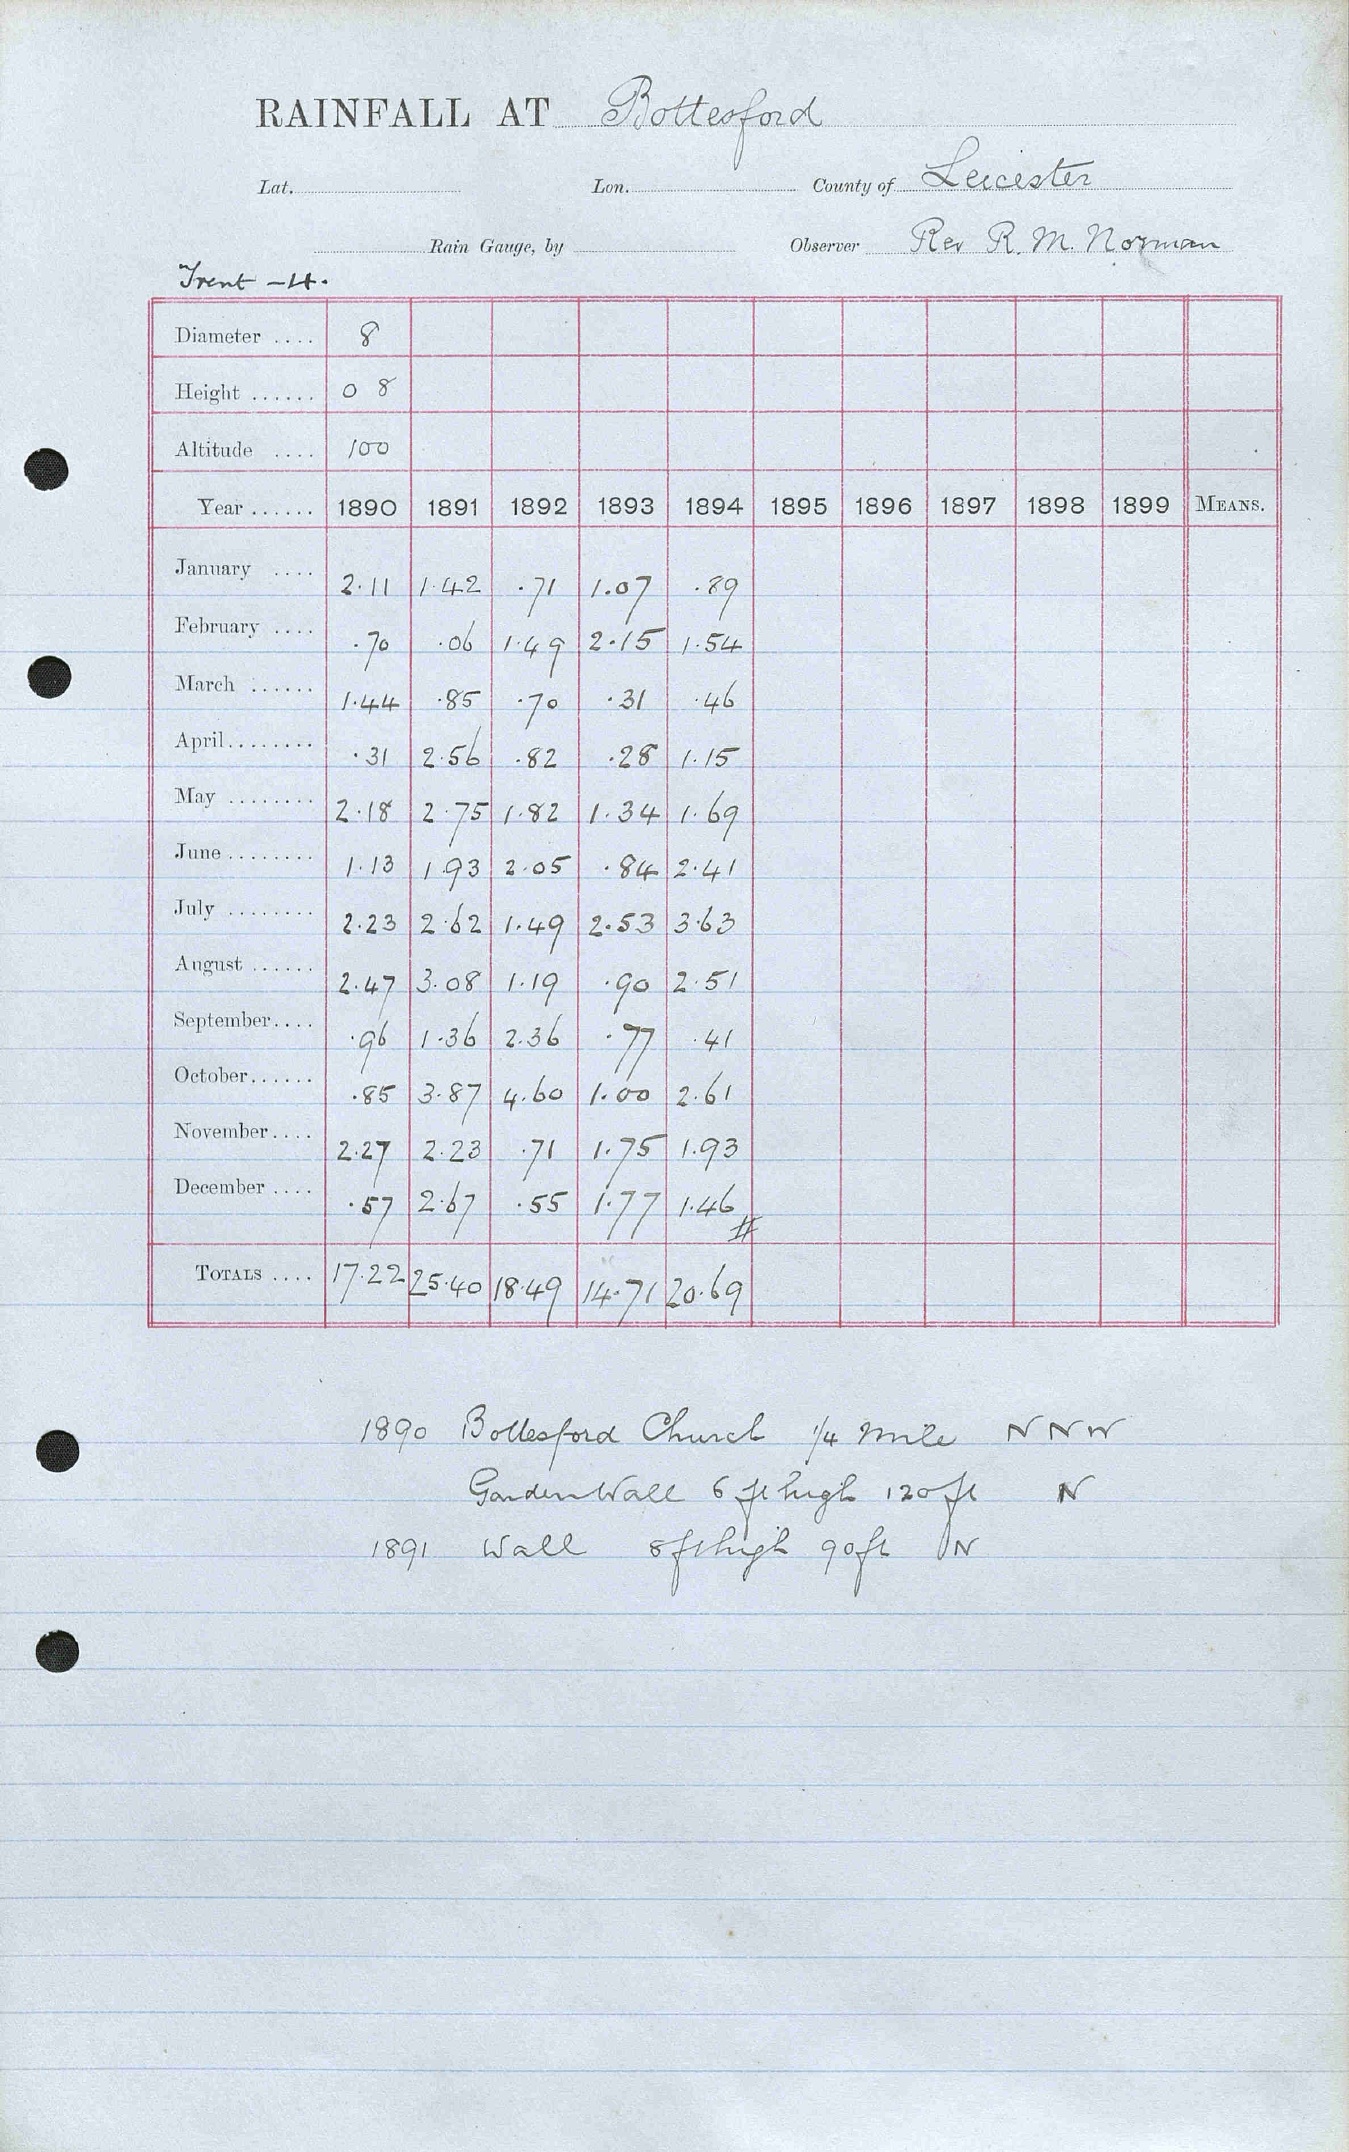 RAINFALL AT Bottesford
Lat. Lon. County of Leicester
Rain Gauge, by Observer Rev R. M. Norman
Trent - 4.
Diameter .... 8
Height ...... 0 8
Altitude .... 100
Year ...... 1890 1891 1892 1893 1894 1895 1896 1897 1898 1899 MEANS.
January .... 2.11 1.42 .71 1.07 .89
February .... .70 .06 1.49 2.15 1.54
March ...... 1.44 .85 .70 .31 .46
April........ .31 2.56 .82 .28 1.15
May ........ 2.18 2.75 1.82 1.34 1.69
June ........ 1.13 1.93 2.05 .84 2.41
July ........ 2.23 2.62 1.49 2.53 3.63
August ...... 2.47 3.08 1.19 .90 2.51
September.... .96 1.36 2.36 .77 .41
October...... .85 3.87 4.60 1.00 2.61
November.... 2.27 2.23 .71 1.75 1.93
December .... .57 2.67 .55 1.77 1.46
#
TOTALS .... 17.22 25.40 18.49 14.71 20.69
1890 Bottesford Church 1/4 mile N N W
Garden Wall 6 ft high 120 ft N
1891 Wall 8 ft high 90 ft N